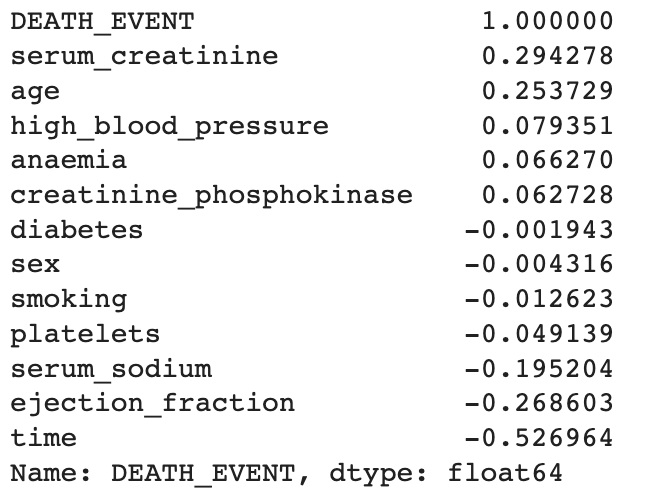 DEATH_EVENT 1.000000
serum_creatinine 0.294278
age 0.253729
high_blood_pressure 0.079351
anaemia 0.066270
creatinine_phosphokinase 0.062728
diabetes -0.001943
sex -0.004316
smoking -0.012623
platelets -0.049139
serum_sodium -0.195204
ejection_fraction -0.268603
time -0.526964
Name: DEATH_EVENT, dtype: float64